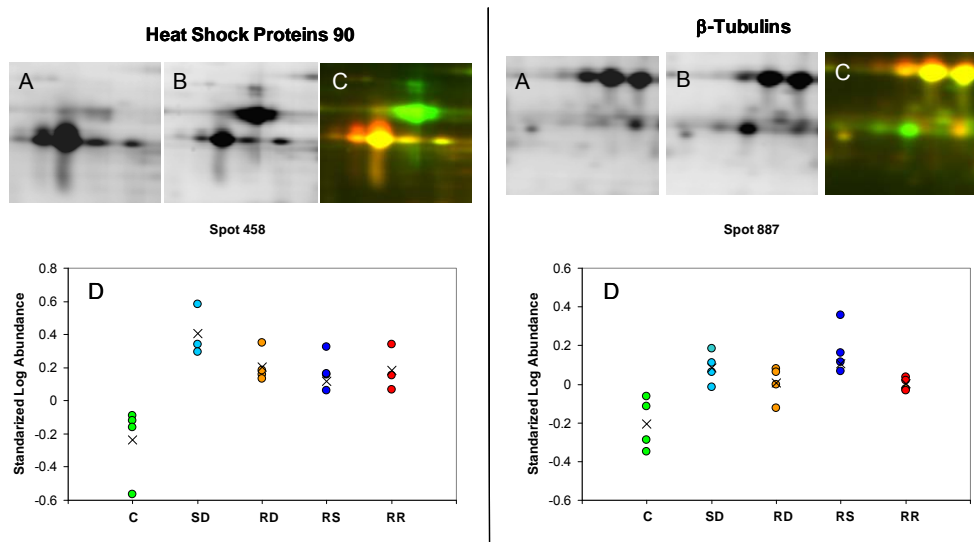 Heat Shock Proteins 90
A
B
C
Spot 458
D
Standarized Log Abundance
0.8
0.6
0.4
0.2
0
-0.2
-0.4
-0.6
C SD RD RS RR
β-Tubulins
A
B
C
Spot 887
D
Standarized Log Abundance
0.6
0.4
0.2
0
-0.2
-0.4
-0.6
C SD RD RS RR